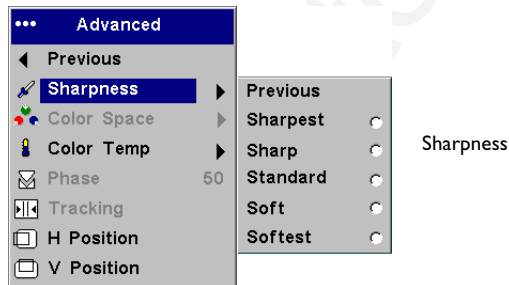 ••• Advanced
Previous
Sharpness
Color Space
Color Temp
Phase 50
Tracking
H Position
V Position
Previous
Sharpest
Sharp
Standard
Soft
Softest
Sharpness